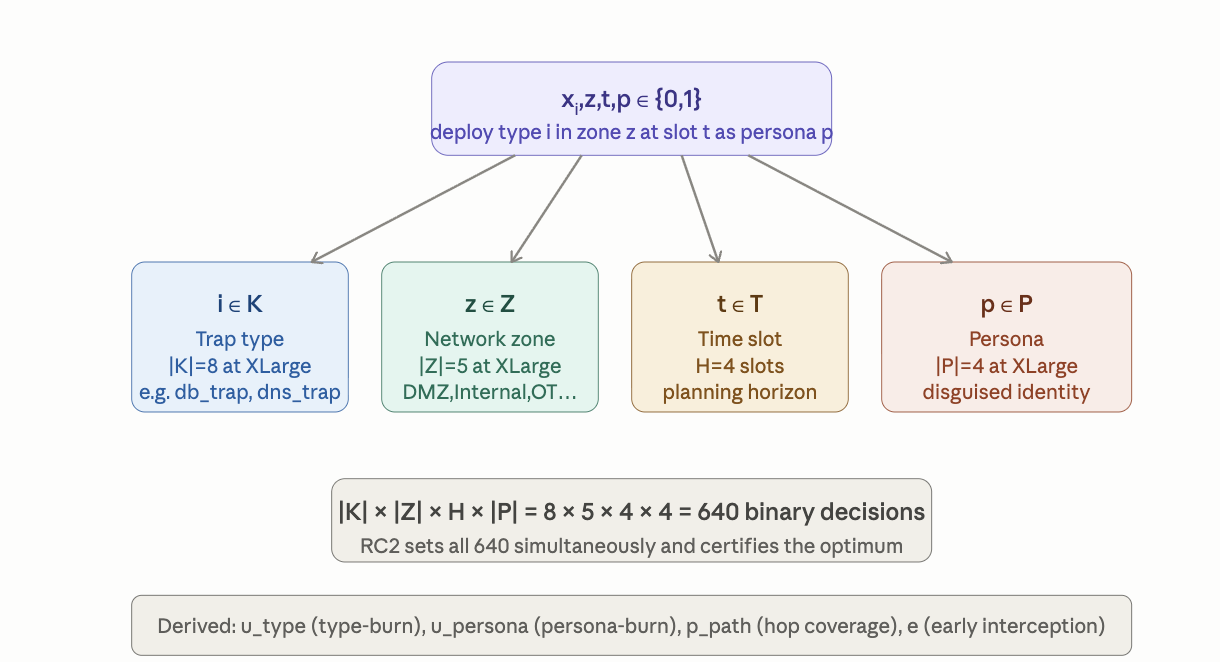 xi,z,t,p ∈ {0,1}
deploy type i in zone z at slot t as persona p
i ∈ K
Trap type
|K|=8 at XLarge
e.g. db_trap, dns_trap
z ∈ Z
Network zone
|Z|=5 at XLarge
DMZ,Internal,OT...
t ∈ T
Time slot
H=4 slots
planning horizon
p ∈ P
Persona
|P|=4 at XLarge
disguised identity
|K| × |Z| × H × |P| = 8 × 5 × 4 × 4 = 640 binary decisions
RC2 sets all 640 simultaneously and certifies the optimum
Derived: u_type (type-burn), u_persona (persona-burn), p_path (hop coverage), e (early interception)